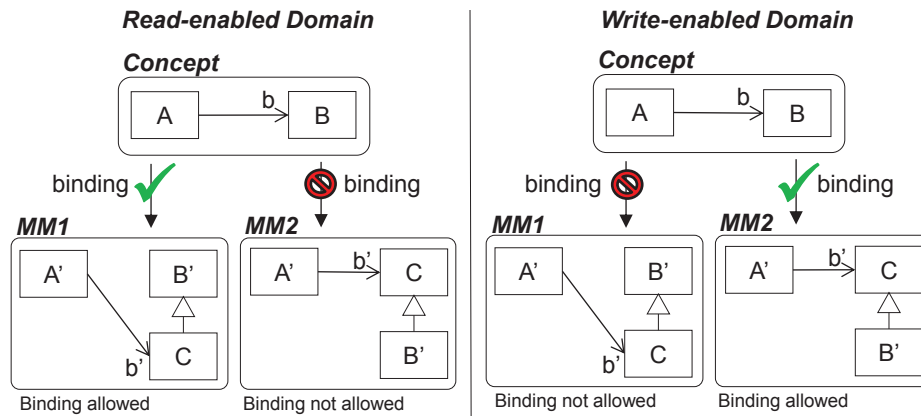 Read-enabled Domain
Concept
A
b
B
binding
binding
MM1
A'
B'
C
b'
Binding allowed
MM2
A'
b'
C
B'
Binding not allowed
Write-enabled Domain
Concept
A
b
B
binding
binding
MM1
A'
B'
C
b'
Binding not allowed
MM2
A'
b'
C
B'
Binding allowed